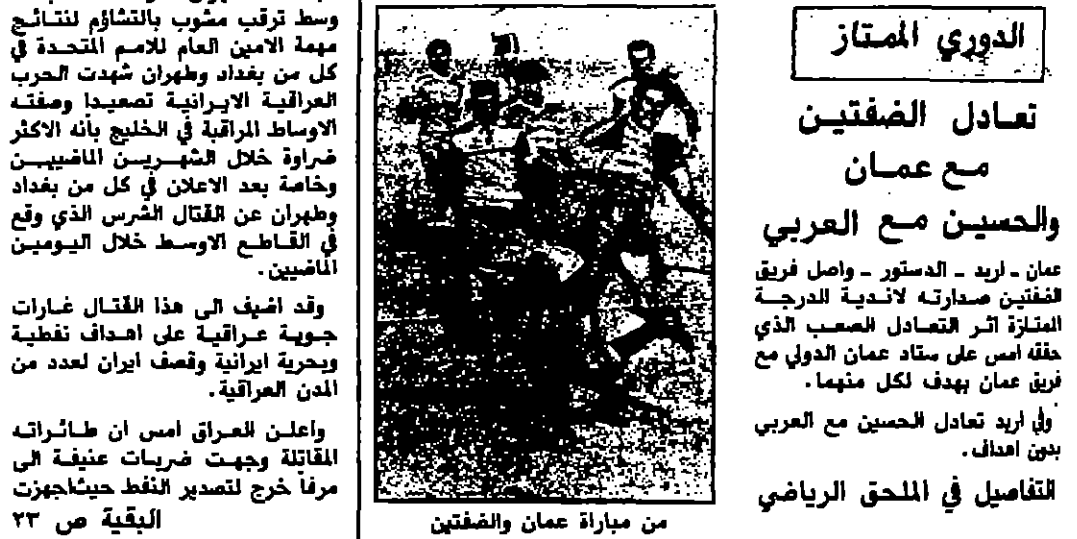 الدوري الممتاز
تعادل الضفتين
مع عمان
والحسين مع العربي
عمان ـ اربد ـ الدستور ـ واصل فريق
الضفتين صدارته لاندية للدرجة
الممتازة اثر التعادل الصعب الذي
حققه امس على ستاد عمان الدولي مع
فريق عمان بهدف لكل منهما.
وفي اربد تعادل الحسين مع العربي
بدون اهداف.
التفاصيل في الملحق الرياضي
من مباراة عمان والضفتين
وسط ترقب مشوب بالتشاؤم لنتائج
مهمة الامين العام للامم المتحدة في
كل من بغداد وطهران شهدت الحرب
العراقية الايرانية تصعيدا وصفته
الاوساط المراقبة في الخليج بأنه الاكثر
ضراوة خلال الشهرين الماضيين
وخاصة بعد الاعلان في كل من بغداد
وطهران عن القتال الشرس الذي وقع
في القاطع الاوسط خلال اليومين
الماضيين.
وقد اضيف الى هذا القتال غارات
جوية عراقية على اهداف نفطية
وبحرية ايرانية وقصف ايران لعدد من
المدن العراقية.
واعلن العراق امس ان طائراته
المقاتلة وجهت ضربات عنيفة الى
مرفأ خرج لتصدير النفط حيث اجهزت
البقية ص ٢٣